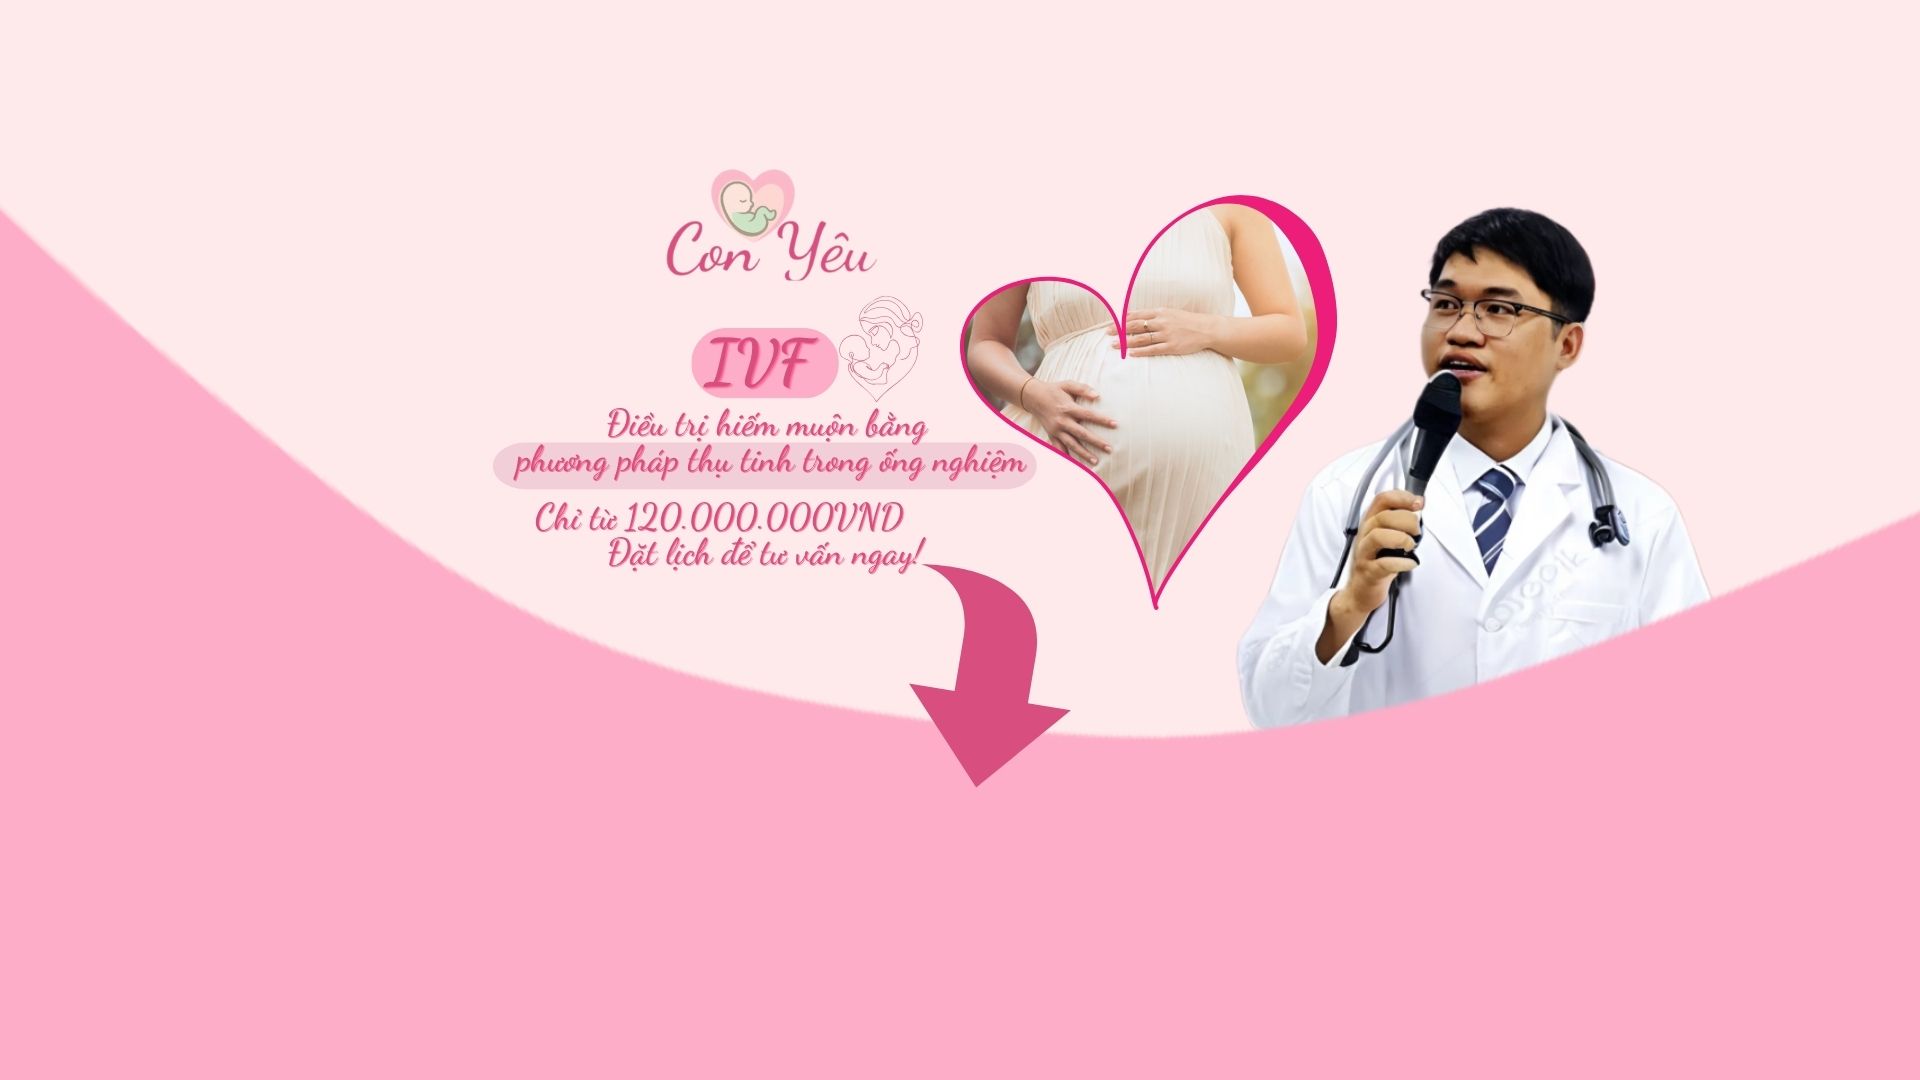 Con Yêu
IVF
Điều trị hiếm muộn bằng
phương pháp thụ tinh trong ống nghiệm
Chỉ từ 120.000.000VND
Đặt lịch để tư vấn ngay!